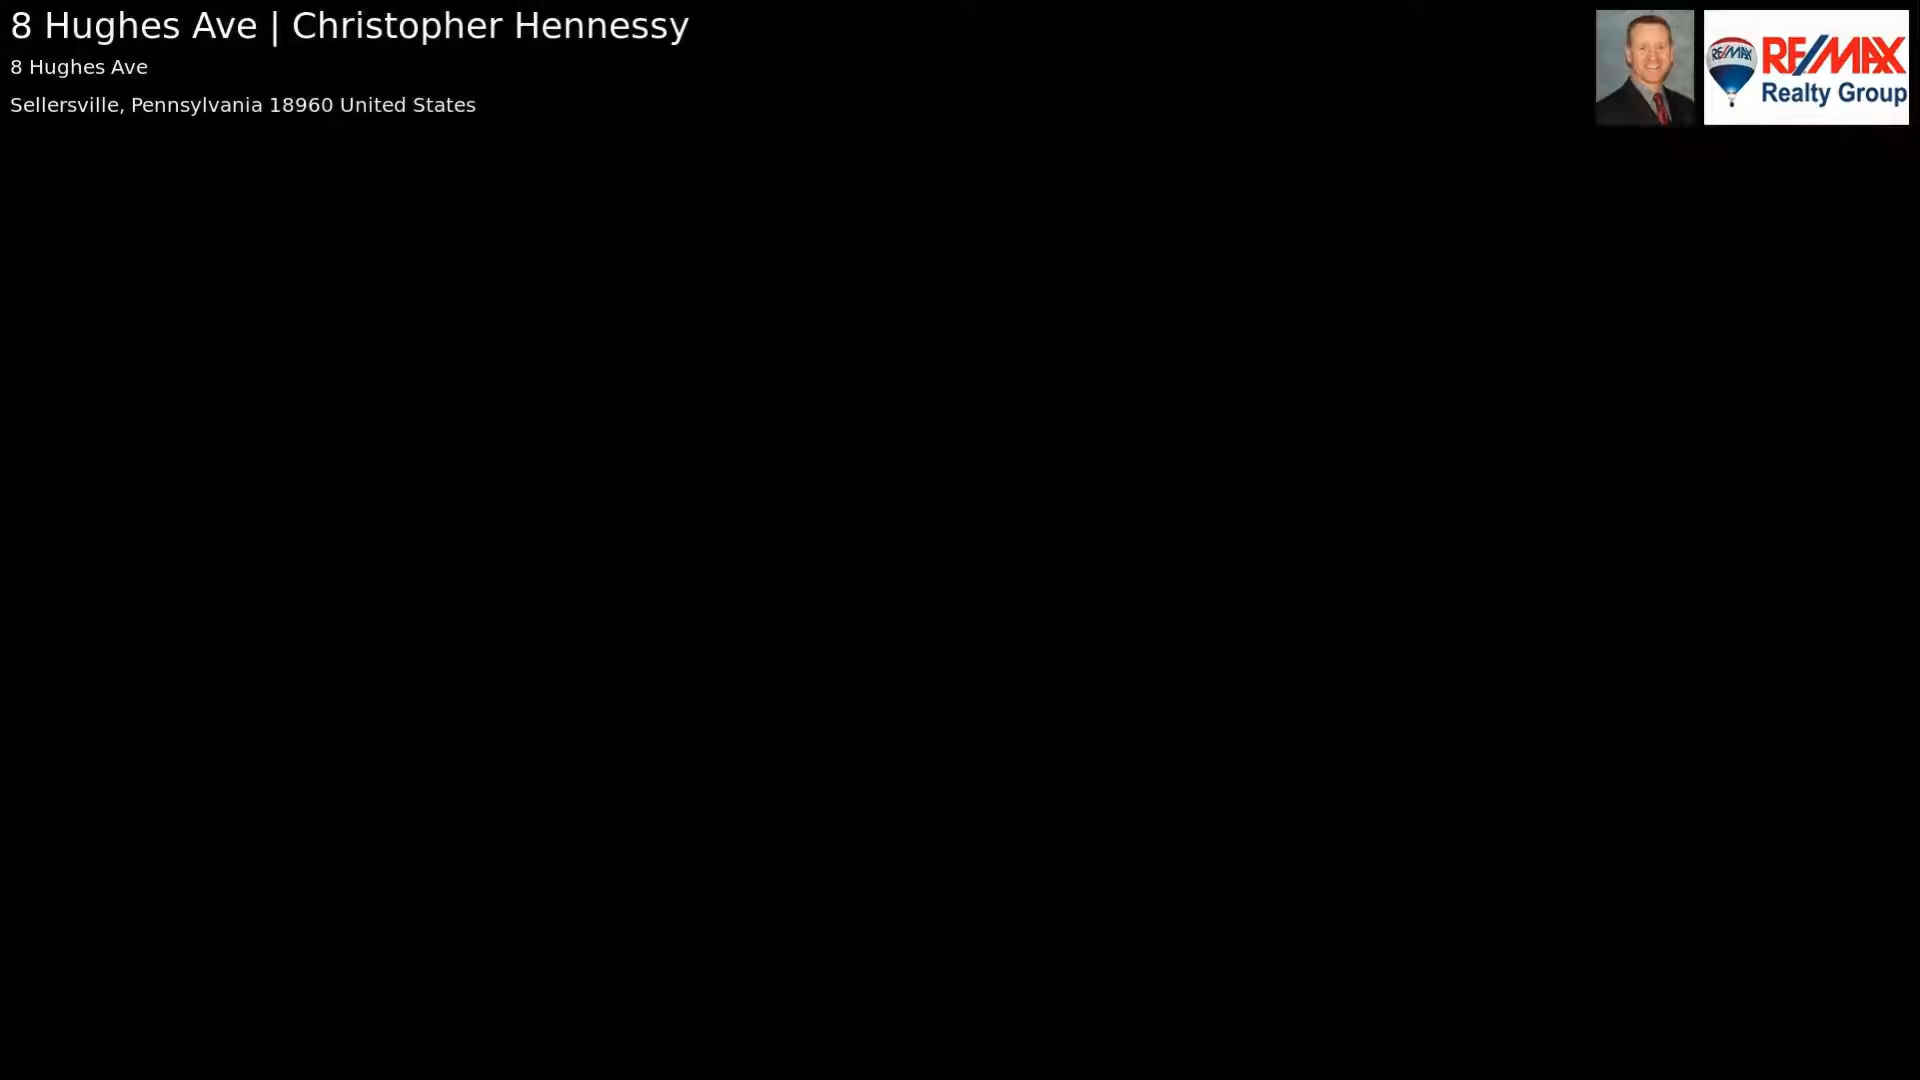 8 Hughes Ave | Christopher Hennessy
8 Hughes Ave
Sellersville, Pennsylvania 18960 United States
RE/MAX
RE/MAX
Realty Group